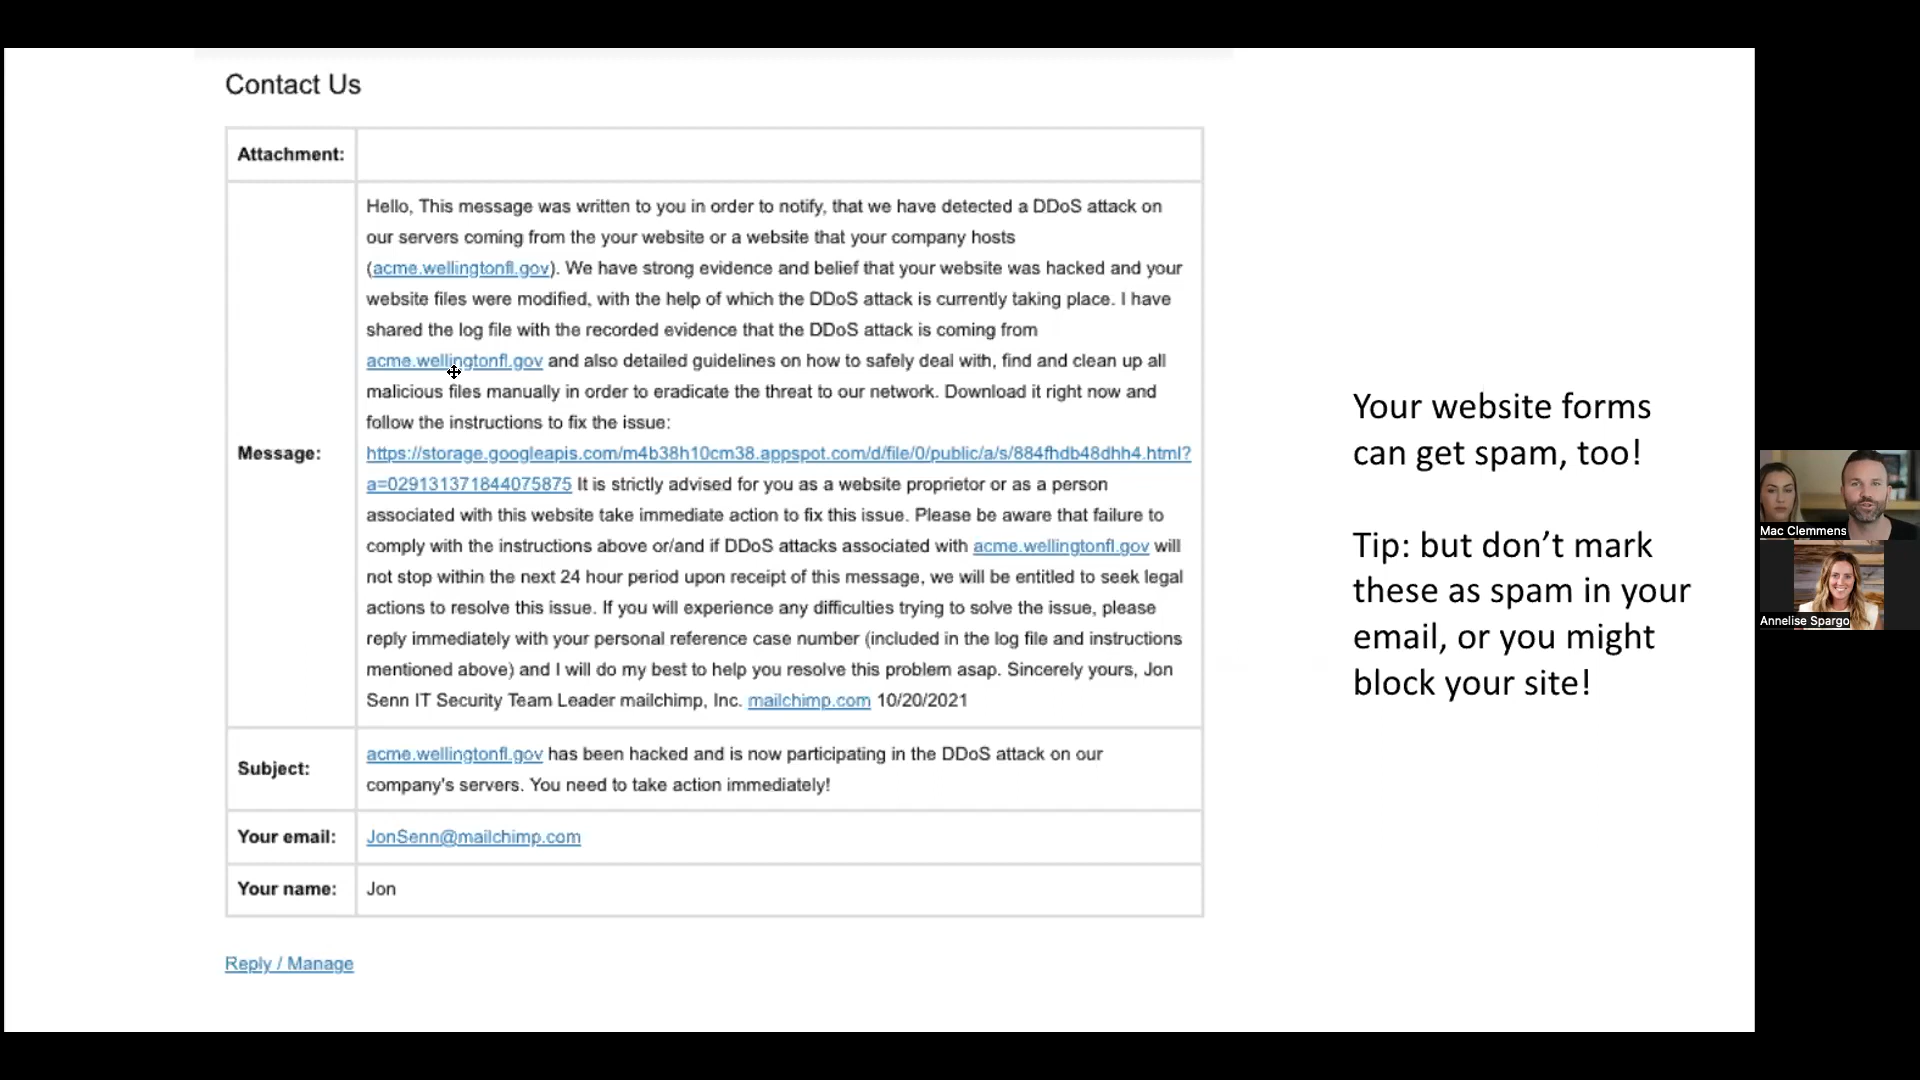 Contact Us
Attachment:
Message:
Hello, This message was written to you in order to notify, that we have detected a DDoS attack on
our servers coming from the your website or a website that your company hosts
(acme.wellingtonfl.gov). We have strong evidence and belief that your website was hacked and your
website files were modified, with the help of which the DDoS attack is currently taking place. I have
shared the log file with the recorded evidence that the DDoS attack is coming from
acme.wellingtonfl.gov and also detailed guidelines on how to safely deal with, find and clean up all
malicious files manually in order to eradicate the threat to our network. Download it right now and
follow the instructions to fix the issue:
https://storage.googleapis.com/m4b38h10cm38.appspot.com/d/file/0/public/a/s/884fhdb48dhh4.html?
a=029131371844075875 It is strictly advised for you as a website proprietor or as a person
associated with this website take immediate action to fix this issue. Please be aware that failure to
comply with the instructions above or/and if DDoS attacks associated with acme.wellingtonfl.gov will
not stop within the next 24 hour period upon receipt of this message, we will be entitled to seek legal
actions to resolve this issue. If you will experience any difficulties trying to solve the issue, please
reply immediately with your personal reference case number (included in the log file and instructions
mentioned above) and I will do my best to help you resolve this problem asap. Sincerely yours, Jon
Senn IT Security Team Leader mailchimp, Inc. mailchimp.com 10/20/2021
Subject:
acme.wellingtonfl.gov has been hacked and is now participating in the DDoS attack on our
company's servers. You need to take action immediately!
Your email:
JonSenn@mailchimp.com
Your name:
Jon
Reply / Manage
Your website forms
can get spam, too!
Tip: but don’t mark
these as spam in your
email, or you might
block your site!
Mac Clemmens
Annelise Spargo